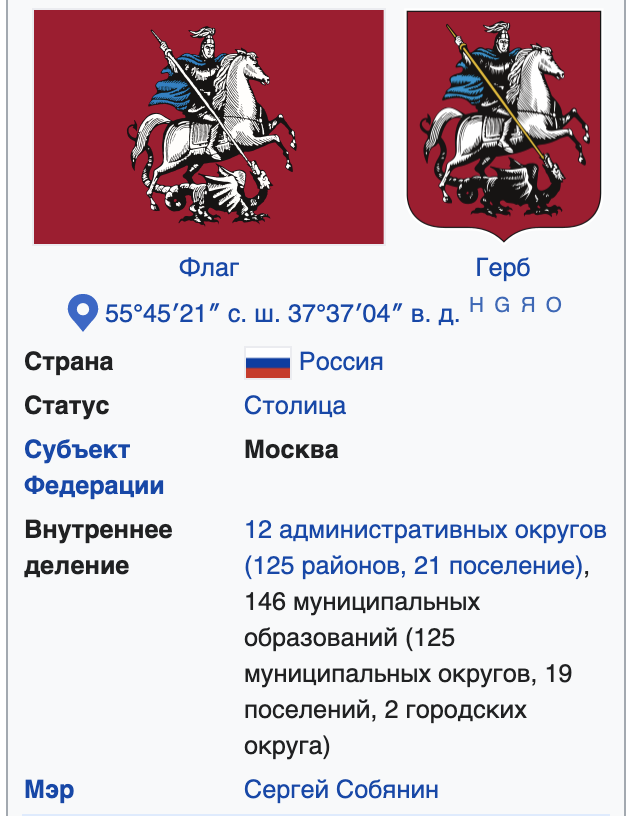 Флаг
Герб
55°45′21″ с. ш. 37°37′04″ в. д. H G Я O
Страна
Россия
Статус
Столица
Субъект
Федерации
Москва
Внутреннее
деление
12 административных округов
(125 районов, 21 поселение),
146 муниципальных
образований (125
муниципальных округов, 19
поселений, 2 городских
округа)
Мэр
Сергей Собянин